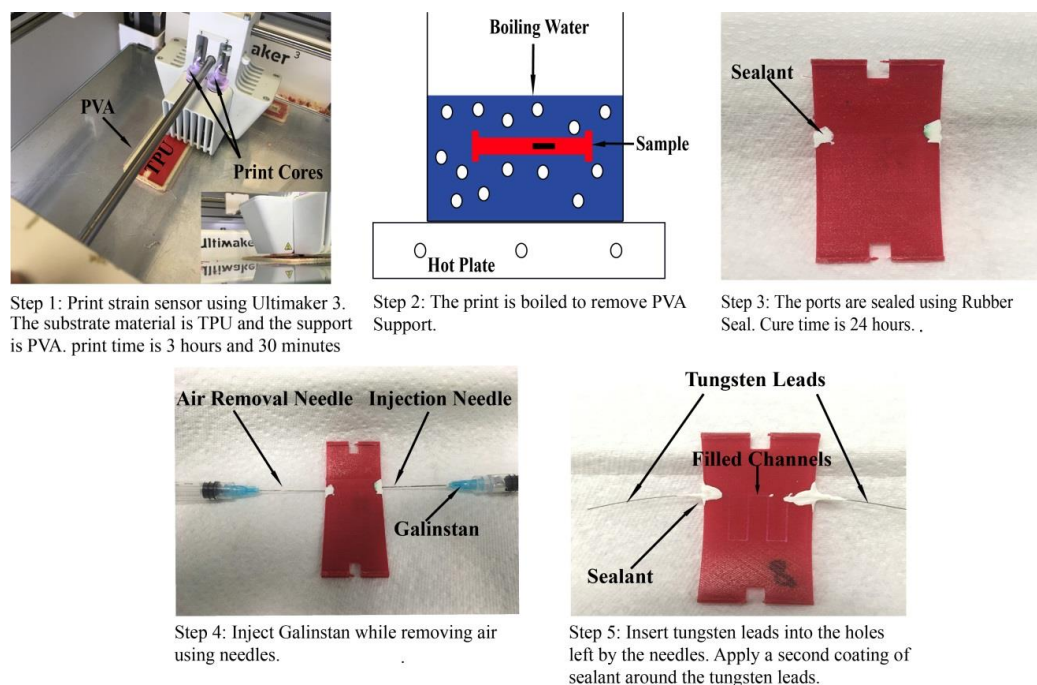 aker 3
PVA
TPU
Print Cores
Ultimaker
Step 1: Print strain sensor using Ultimaker 3.
The substrate material is TPU and the support
is PVA. print time is 3 hours and 30 minutes
Boiling Water
Sample
Hot Plate
Step 2: The print is boiled to remove PVA
Support.
Sealant
Step 3: The ports are sealed using Rubber
Seal. Cure time is 24 hours. .
Air Removal Needle
Injection Needle
Galinstan
Step 4: Inject Galinstan while removing air
using needles. .
Tungsten Leads
Filled Channels
Sealant
Step 5: Insert tungsten leads into the holes
left by the needles. Apply a second coating of
sealant around the tungsten leads.